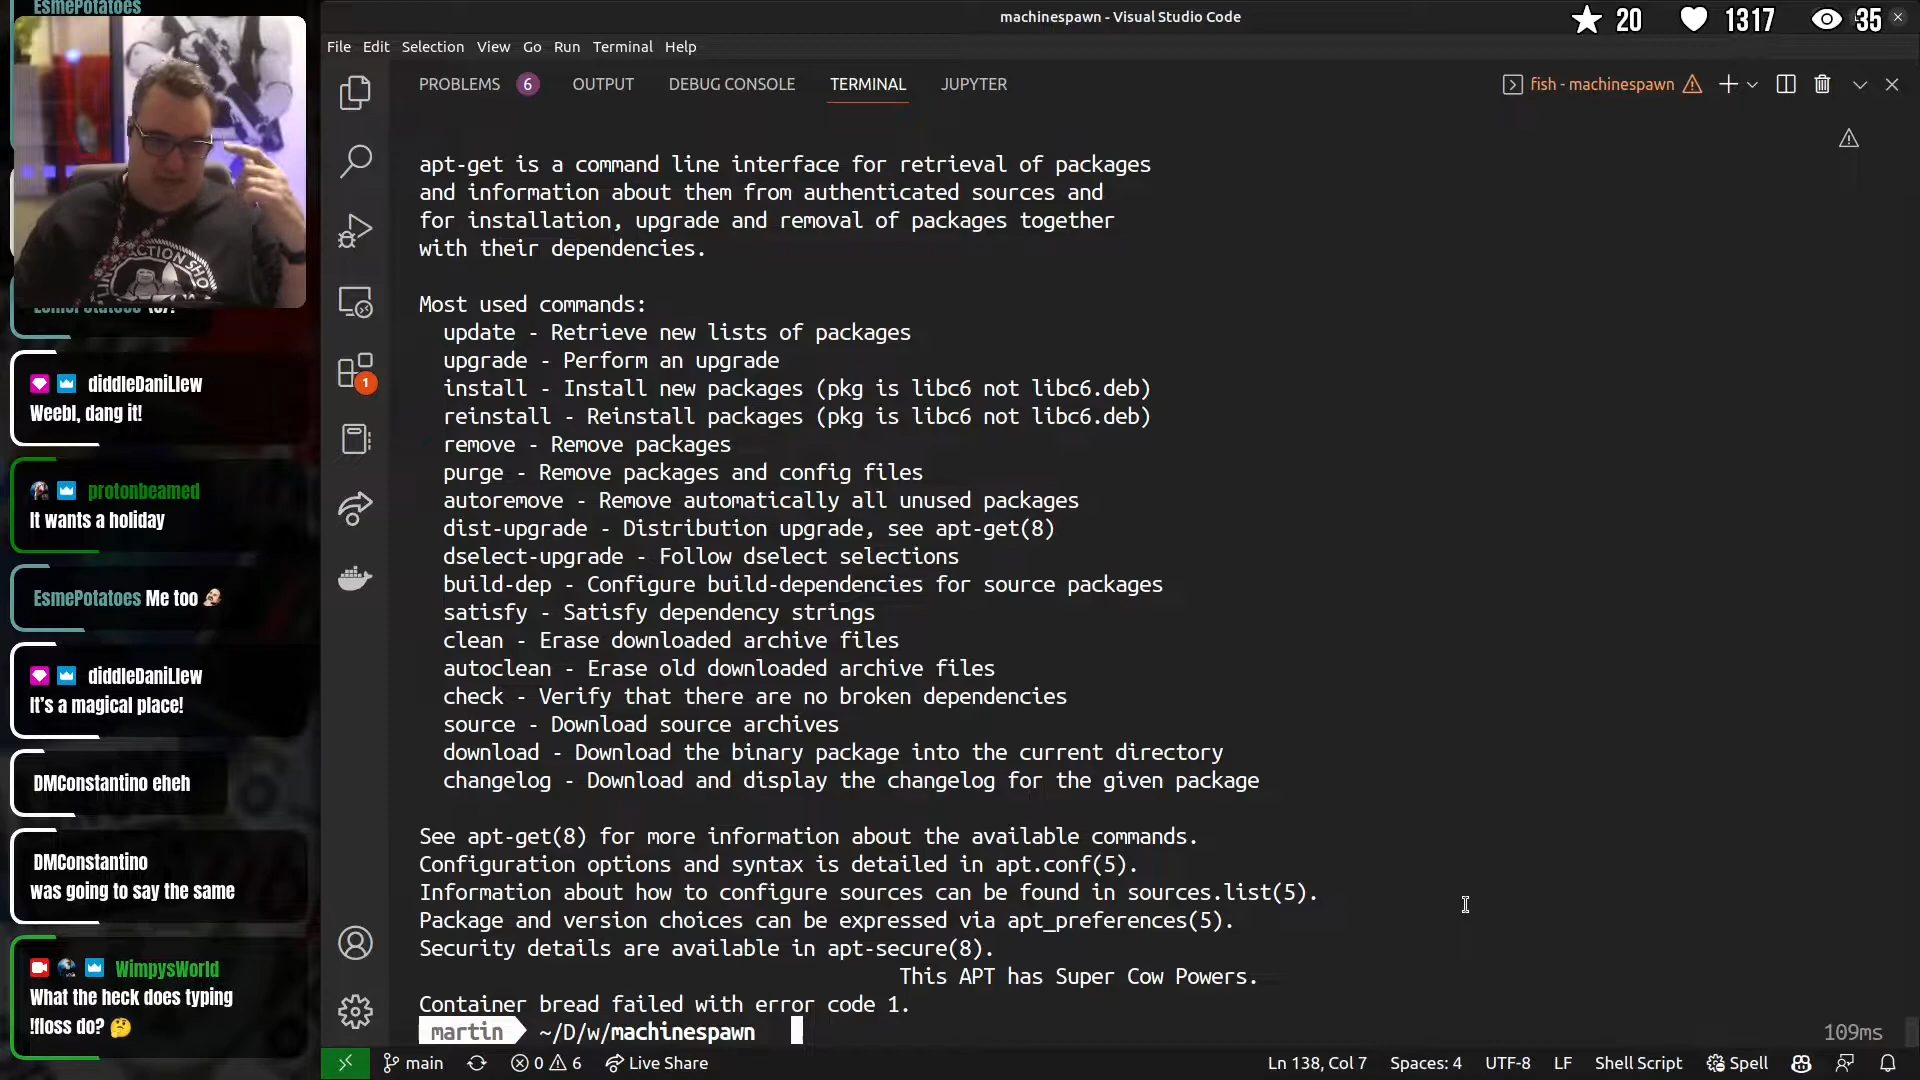 EsmePotatoes
machinespawn - Visual Studio Code
20
1317
35
File Edit Selection View Go Run Terminal Help
PROBLEMS 6 OUTPUT DEBUG CONSOLE TERMINAL JUPYTER
fish - machinespawn
apt-get is a command line interface for retrieval of packages
and information about them from authenticated sources and
for installation, upgrade and removal of packages together
with their dependencies.
Most used commands:
update - Retrieve new lists of packages
upgrade - Perform an upgrade
install - Install new packages (pkg is libc6 not libc6.deb)
reinstall - Reinstall packages (pkg is libc6 not libc6.deb)
remove - Remove packages
purge - Remove packages and config files
autoremove - Remove automatically all unused packages
dist-upgrade - Distribution upgrade, see apt-get(8)
dselect-upgrade - Follow dselect selections
build-dep - Configure build-dependencies for source packages
satisfy - Satisfy dependency strings
clean - Erase downloaded archive files
autoclean - Erase old downloaded archive files
check - Verify that there are no broken dependencies
source - Download source archives
download - Download the binary package into the current directory
changelog - Download and display the changelog for the given package
See apt-get(8) for more information about the available commands.
Configuration options and syntax is detailed in apt.conf(5).
Information about how to configure sources can be found in sources.list(5).
Package and version choices can be expressed via apt_preferences(5).
Security details are available in apt-secure(8).
This APT has Super Cow Powers.
Container bread failed with error code 1.
martin ~/D/w/machinespawn
109ms
1
diddleDaniLlew
Weebl, dang it!
protonbeamed
It wants a holiday
EsmePotatoes Me too
diddleDaniLlew
It's a magical place!
DMConstantino eheh
DMConstantino
was going to say the same
WimpysWorld
What the heck does typing
!floss do?
main 0 6 Live Share
Ln 138, Col 7 Spaces: 4 UTF-8 LF Shell Script Spell